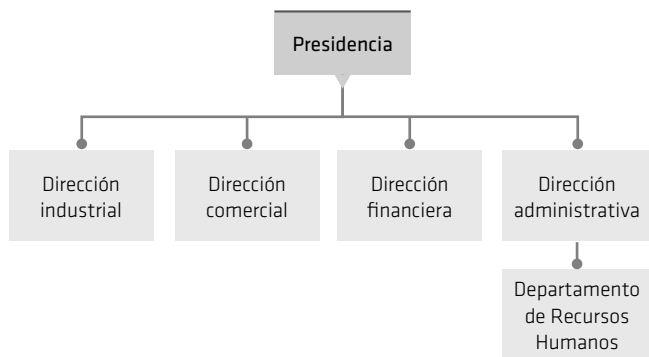 Presidencia
Dirección
industrial
Dirección
comercial
Dirección
financiera
Dirección
administrativa
Departamento
de Recursos
Humanos